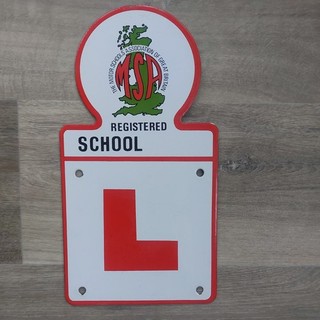 THE MOTOR SCHOOLS ASSOCIATION OF GREAT BRITAIN
MSA
REGISTERED
SCHOOL
L